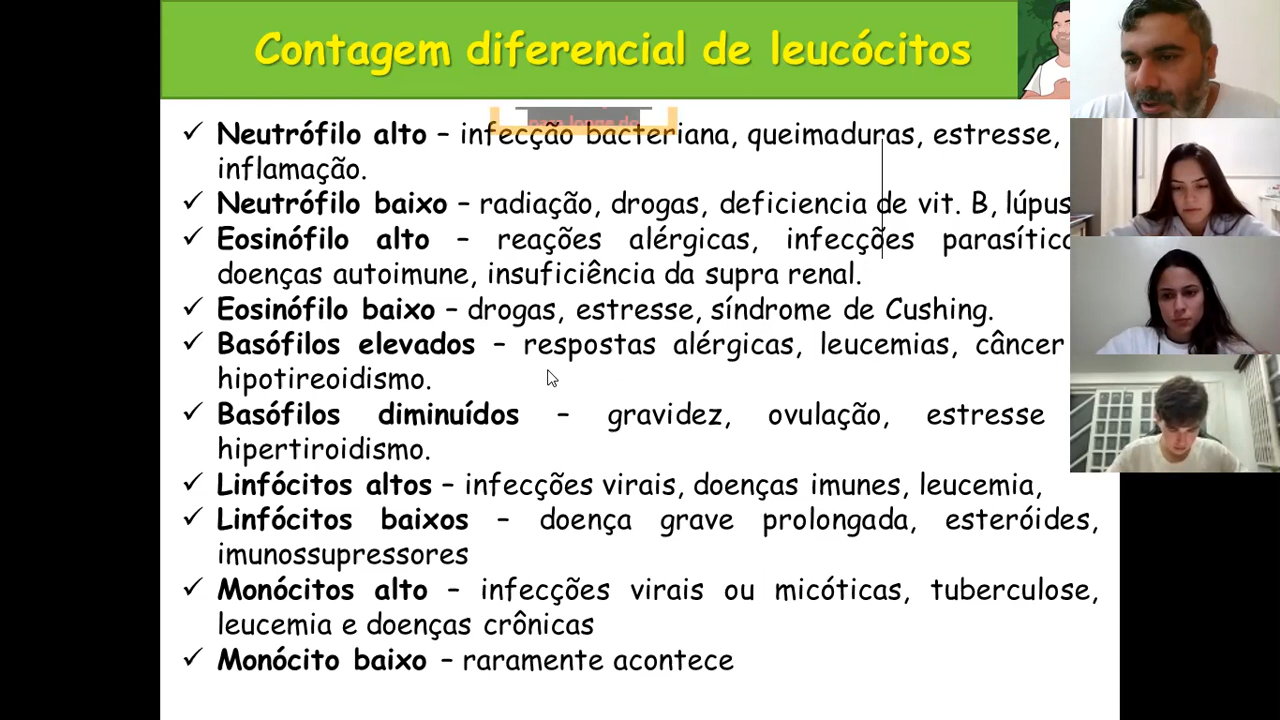 Contagem diferencial de leucócitos
✓ Neutrófilo alto – infecção bacteriana, queimaduras, estresse,
inflamação.
✓ Neutrófilo baixo – radiação, drogas, deficiencia de vit. B, lúpus
✓ Eosinófilo alto – reações alérgicas, infecções
doenças autoimune, insuficiência da supra renal.
✓ Eosinófilo baixo – drogas, estresse, síndrome de Cushing.
✓ Basófilos elevados – respostas alérgicas, leucemias, câncer
hipotireoidismo.
✓ Basófilos diminuídos – gravidez, ovulação, estresse
hipertiroidismo.
✓ Linfócitos altos – infecções virais, doenças imunes, leucemia,
✓ Linfócitos baixos – doença grave prolongada, esteróides,
imunossupressores
✓ Monócitos alto – infecções virais ou micóticas, tuberculose,
leucemia e doenças crônicas
✓ Monócito baixo – raramente acontece